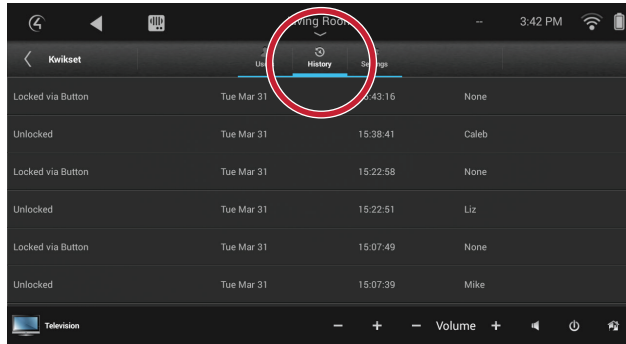 -- 3:42 PM
Kwikset
History
Locked via Button Tue Mar 31 None
Unlocked Tue Mar 31 15:38:41 Caleb
Locked via Button Tue Mar 31 15:22:58 None
Unlocked Tue Mar 31 15:22:51 Liz
Locked via Button Tue Mar 31 15:07:49 None
Unlocked Tue Mar 31 15:07:39 Mike
Television − + − Volume +